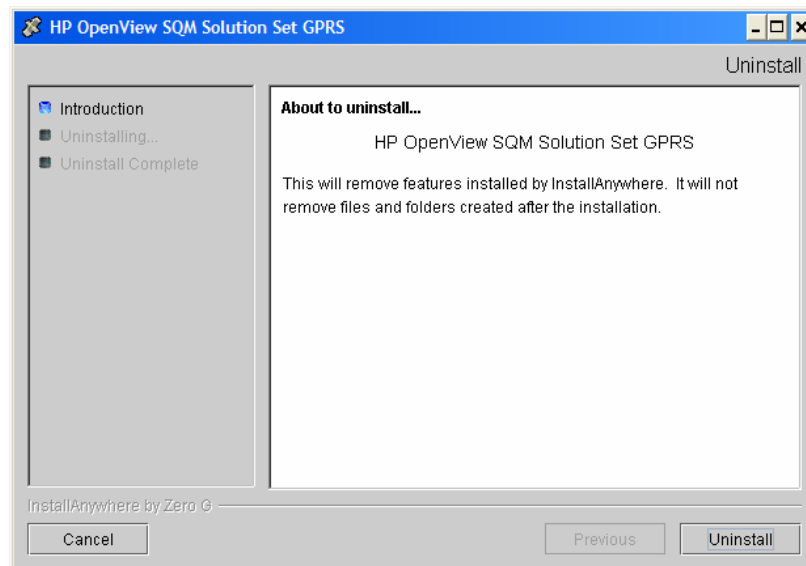 HP OpenView SQM Solution Set GPRS
Uninstall
Introduction
Uninstalling...
Uninstall Complete
About to uninstall...
HP OpenView SQM Solution Set GPRS
This will remove features installed by InstallAnywhere. It will not
remove files and folders created after the installation.
InstallAnywhere by Zero G
Cancel
Previous
Uninstall